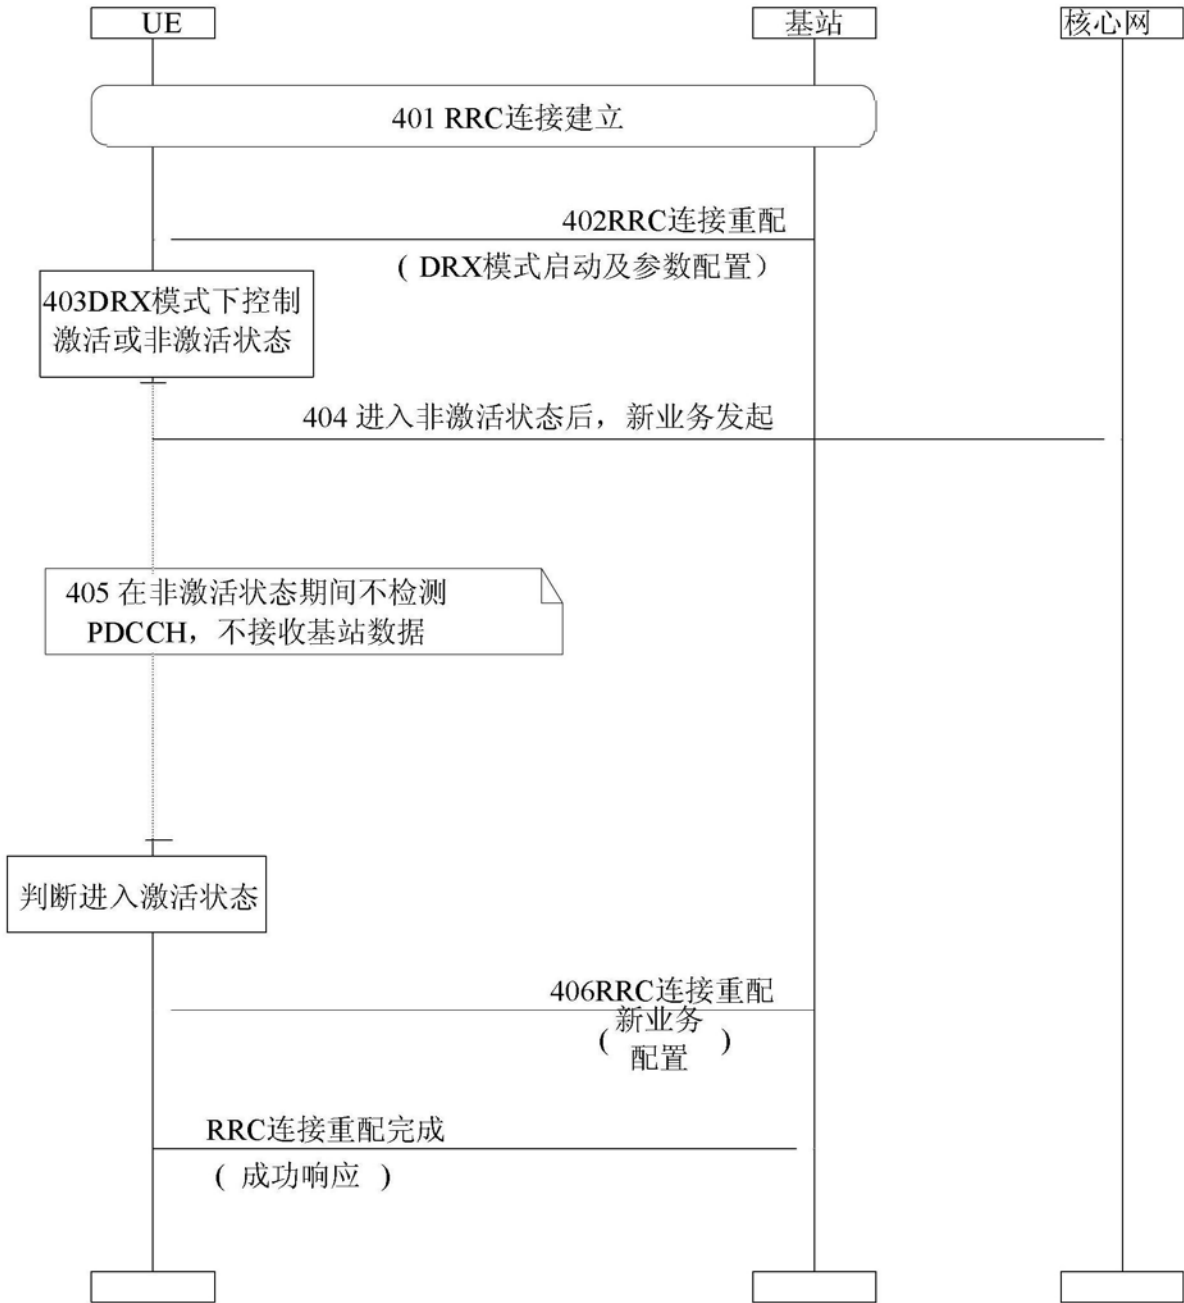 UE
基站
核心网
401 RRC连接建立
402RRC连接重配
( DRX模式启动及参数配置）
403DRX模式下控制
激活或非激活状态
404 进入非激活状态后，新业务发起
405 在非激活状态期间不检测
PDCCH，不接收基站数据
判断进入激活状态
406RRC连接重配
( 新业务
配置 )
RRC连接重配完成
( 成功响应 )